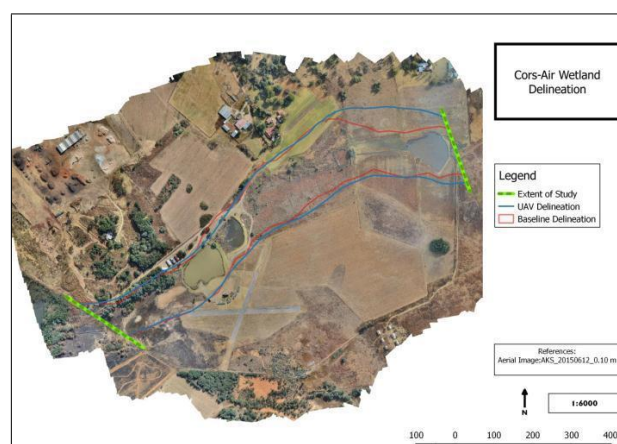 Cors-Air Wetland
Delineation
Legend
Extent of Study
UAV Delineation
Baseline Delineation
References:
Aerial Image:AKS_20150612_0.10 m
N
1:6000
100 0 100 200 300 400